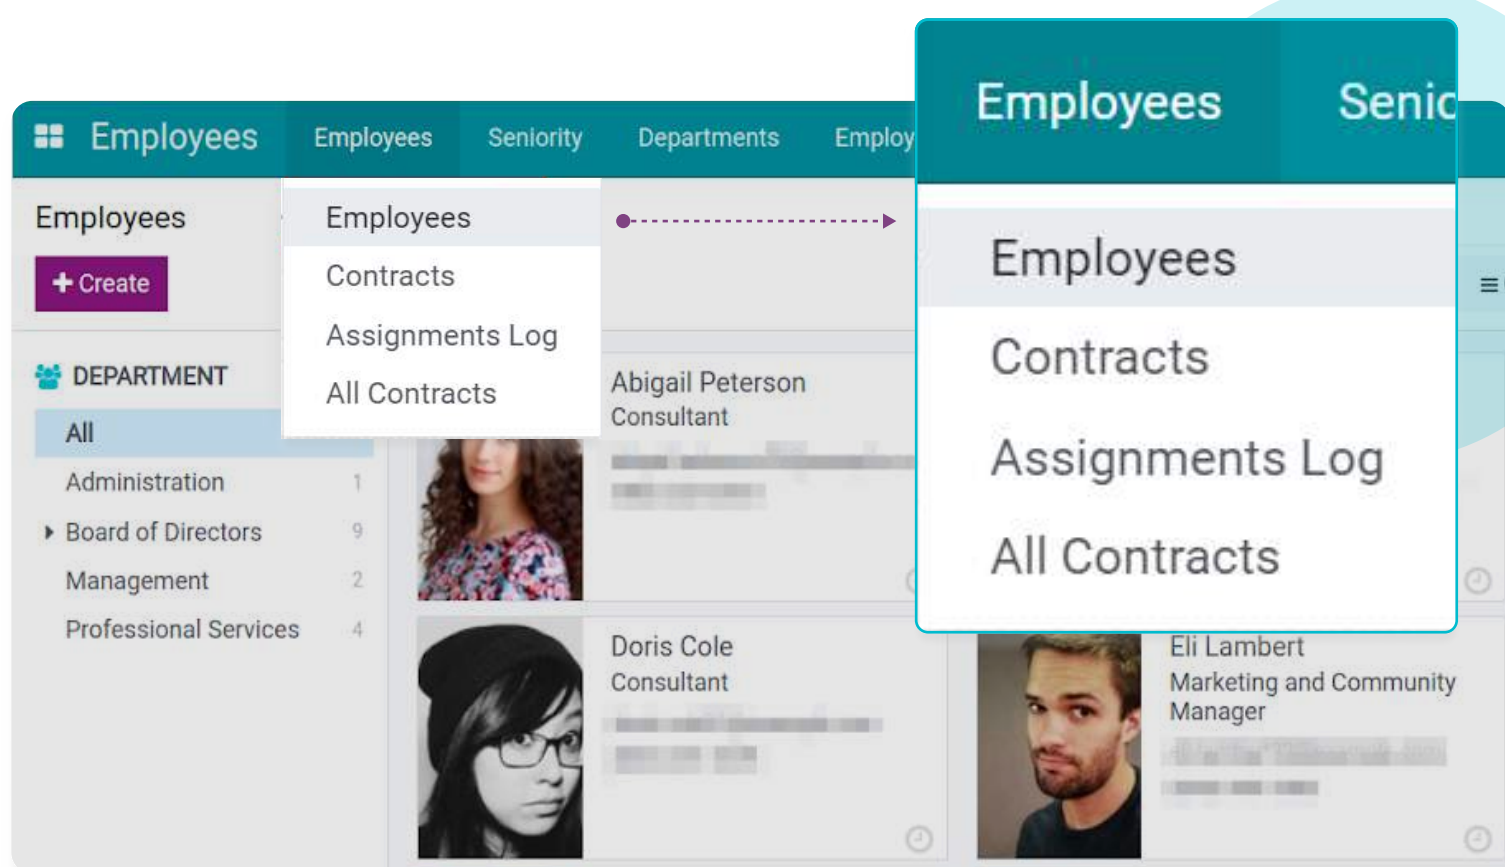 Employees Employees Seniority Departments Employ
Employees
Create
DEPARTMENT
All
Administration 1
Board of Directors 9
Management 2
Professional Services 4
Employees
Contracts
Assignments Log
All Contracts
Abigail Peterson
Consultant
Doris Cole
Consultant
Eli Lambert
Marketing and Community
Manager
Employees Senio
Employees
Contracts
Assignments Log
All Contracts